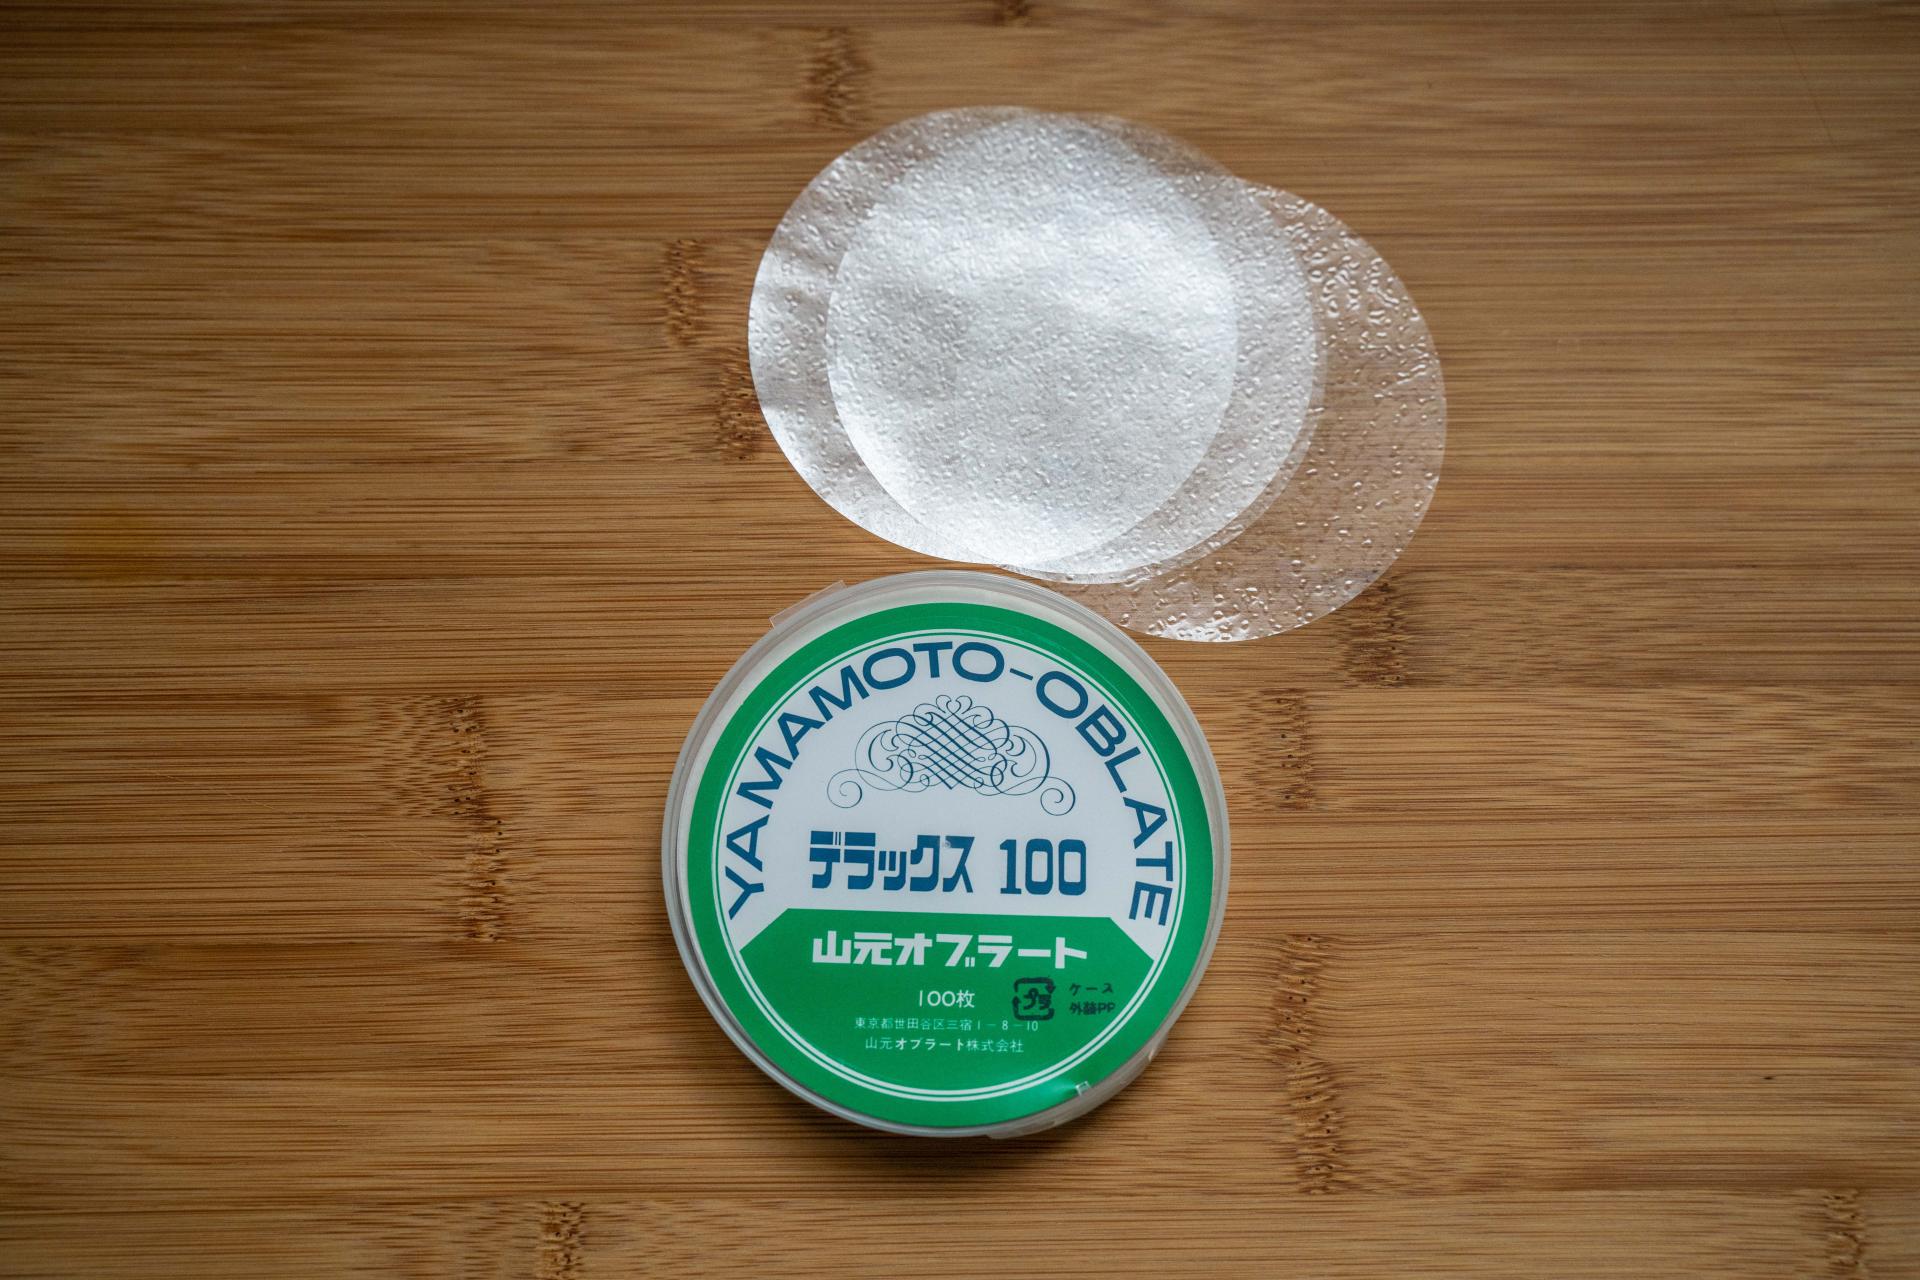 YAMAMOTO-OBLATE
デラックス 100
山元オブラート
100枚
プラ
ケース
外装PP
東京都世田谷区三宿1-8-10
山元オブラート株式会社